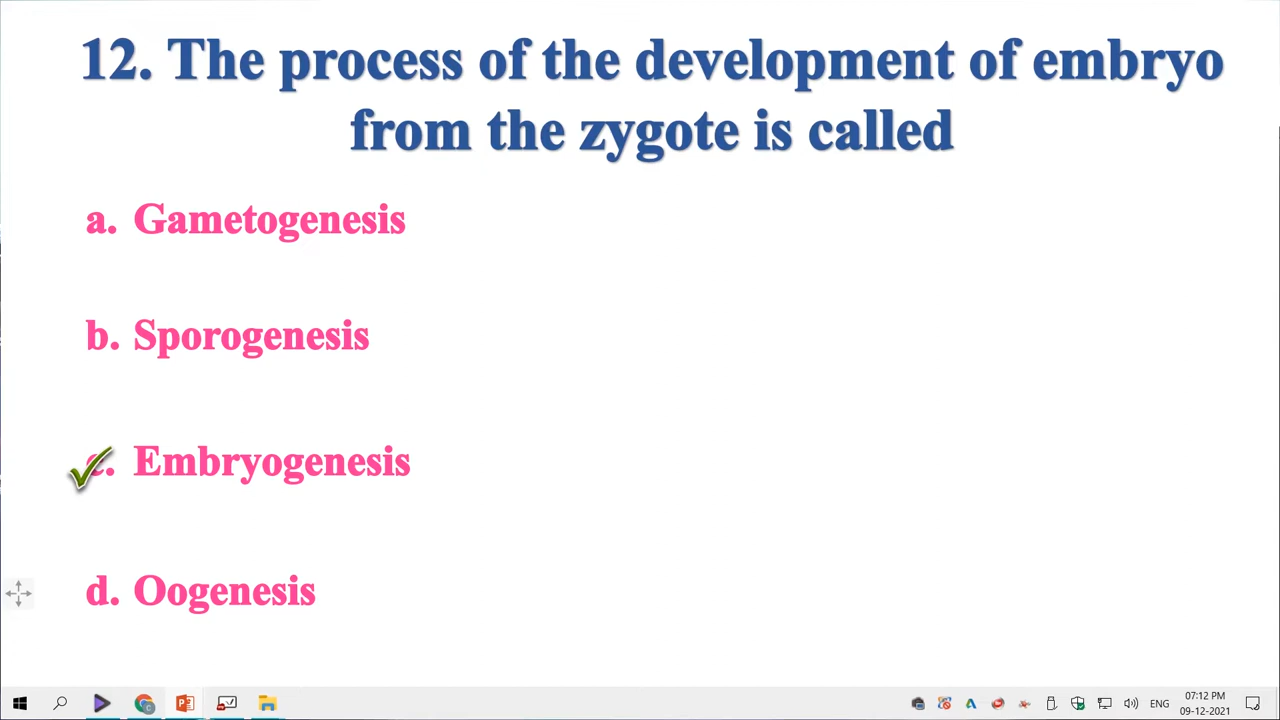 12. The process of the development of embryo
from the zygote is called
a. Gametogenesis
b. Sporogenesis
c. Embryogenesis
d. Oogenesis
ENG
07:12 PM
09-12-2021